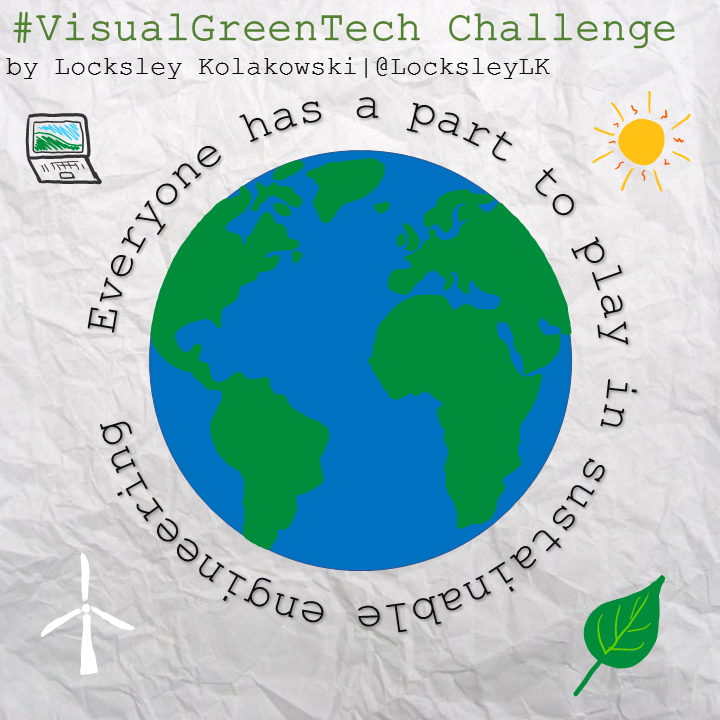 #VisualGreenTech Challenge
by Locksley Kolakowski|@LocksleyLK
Everyone has a part to play in sustainable engineering